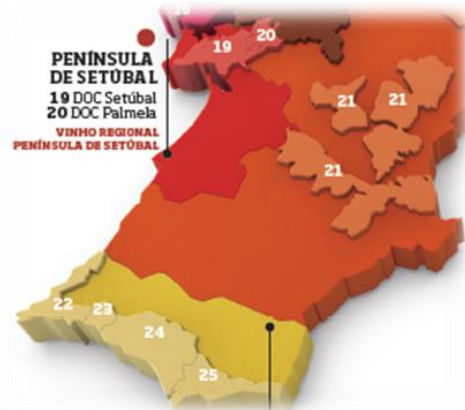 16
PENÍNSULA
DE SETÚBAL
19 DOC Setúbal
20 DOC Palmela
VINHO REGIONAL
PENÍNSULA DE SETÚBAL
19
20
21
21
21
22
23
24
25